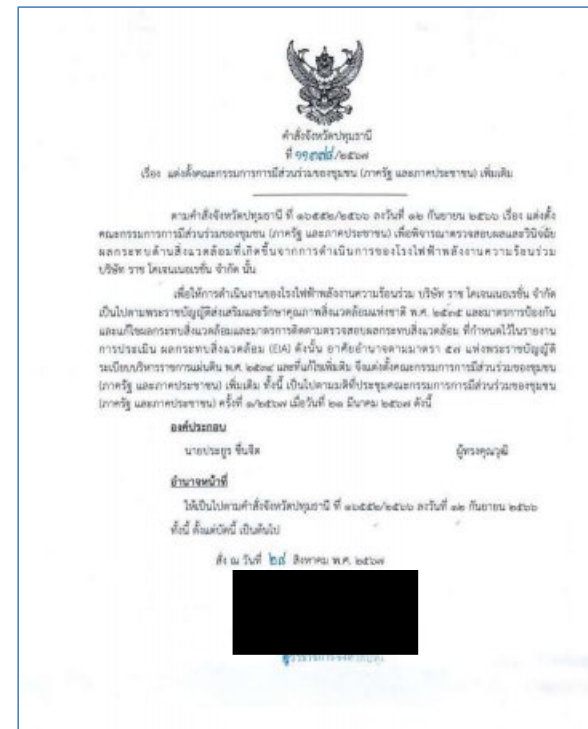 คำสั่งจังหวัดปทุมธานี
ที่ /๒๕๖๗
เรื่อง แต่งตั้งคณะกรรมการการมีส่วนร่วมของชุมชน (ภาครัฐ และภาคประชาชน) เพิ่มเติม
ตามคำสั่งจังหวัดปทุมธานี ที่ ๑๖๕๕๒/๒๕๖๖ ลงวันที่ ๑๒ กันยายน ๒๕๖๖ เรื่อง แต่งตั้ง
คณะกรรมการการมีส่วนร่วมของชุมชน (ภาครัฐ และภาคประชาชน) เพื่อพิจารณาตรวจสอบผลและวินิจฉัย
ผลกระทบด้านสิ่งแวดล้อมที่เกิดขึ้นจากการดำเนินการของโรงไฟฟ้าพลังงานความร้อนร่วม
บริษัท ราช โคเจนเนอเรชั่น จำกัด นั้น
เพื่อให้การดำเนินงานของโรงไฟฟ้าพลังงานความร้อนร่วม บริษัท ราช โคเจนเนอเรชั่น จำกัด
เป็นไปตามพระราชบัญญัติส่งเสริมและรักษาคุณภาพสิ่งแวดล้อมแห่งชาติ พ.ศ. ๒๕๓๕ และมาตรการป้องกัน
และแก้ไขผลกระทบสิ่งแวดล้อมและมาตรการติดตามตรวจสอบผลกระทบสิ่งแวดล้อม ที่กำหนดไว้ในรายงาน
การประเมิน ผลกระทบสิ่งแวดล้อม (EIA) ดังนั้น อาศัยอำนาจตามมาตรา ๕๗ แห่งพระราชบัญญัติ
ระเบียบบริหารราชการแผ่นดิน พ.ศ. ๒๕๓๔ และที่แก้ไขเพิ่มเติม จึงแต่งตั้งคณะกรรมการการมีส่วนร่วมของชุมชน
(ภาครัฐ และภาคประชาชน) เพิ่มเติม ทั้งนี้ เป็นไปตามมติที่ประชุมคณะกรรมการการมีส่วนร่วมของชุมชน
(ภาครัฐ และภาคประชาชน) ครั้งที่ ๑/๒๕๖๗ เมื่อวันที่ ๒๑ มีนาคม ๒๕๖๗ ดังนี้
องค์ประกอบ
นายประยูร ชื่นจิต ผู้ทรงคุณวุฒิ
อำนาจหน้าที่
ให้เป็นไปตามคำสั่งจังหวัดปทุมธานี ที่ ๑๖๕๕๒/๒๕๖๖ ลงวันที่ ๑๒ กันยายน ๒๕๖๖
ทั้งนี้ ตั้งแต่บัดนี้ เป็นต้นไป
สั่ง ณ วันที่ สิงหาคม พ.ศ. ๒๕๖๗